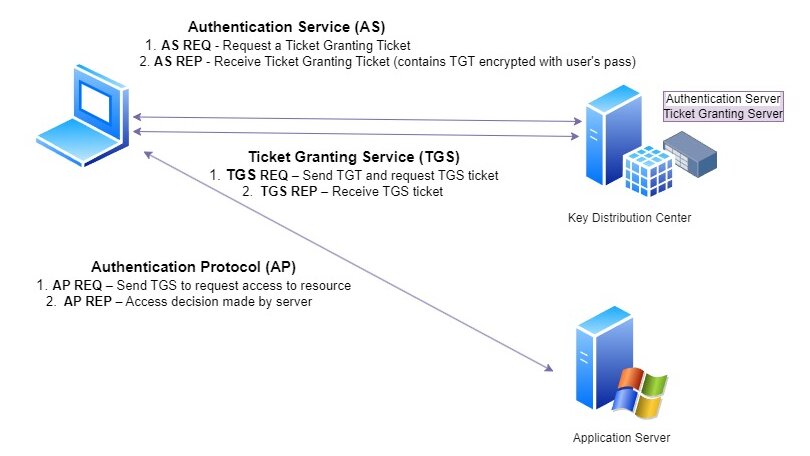 Authentication Service (AS)
1. AS REQ - Request a Ticket Granting Ticket
2. AS REP - Receive Ticket Granting Ticket (contains TGT encrypted with user's pass)
Authentication Server
Ticket Granting Server
Ticket Granting Service (TGS)
1. TGS REQ – Send TGT and request TGS ticket
2. TGS REP – Receive TGS ticket
Key Distribution Center
Authentication Protocol (AP)
1. AP REQ – Send TGS to request access to resource
2. AP REP – Access decision made by server
Application Server